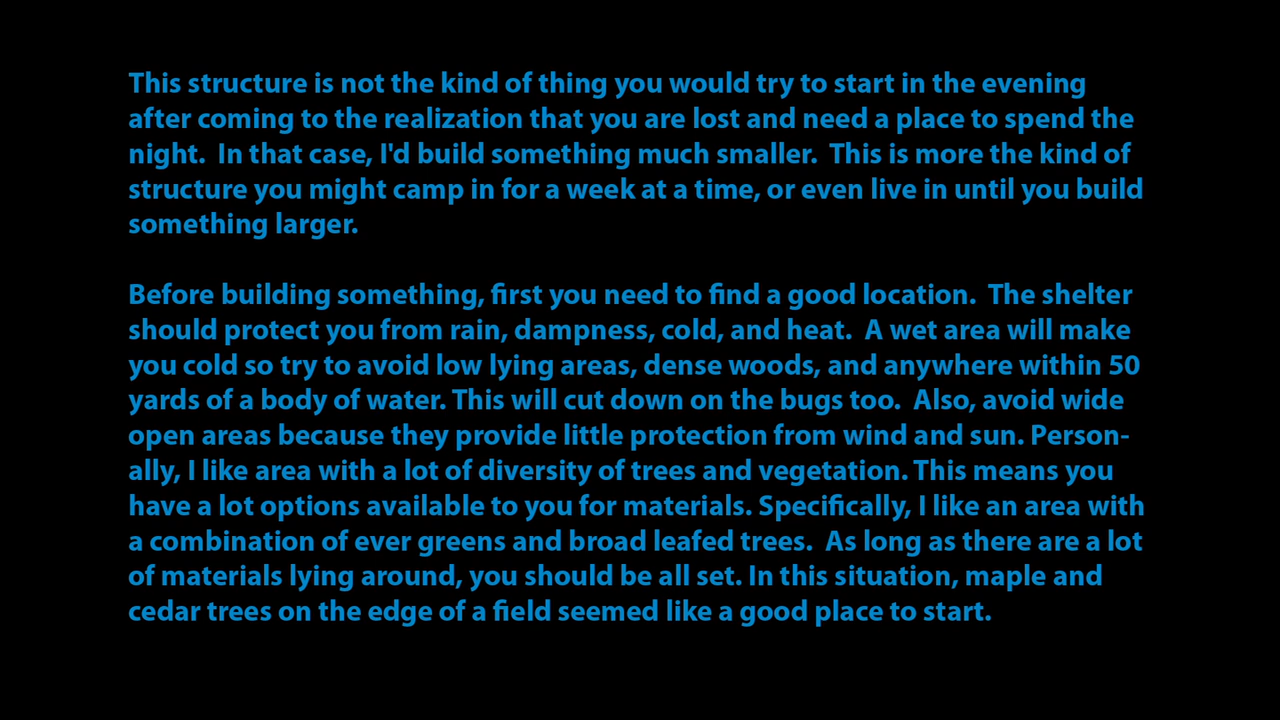 This structure is not the kind of thing you would try to start in the evening
after coming to the realization that you are lost and need a place to spend the
night.  In that case, I'd build something much smaller.  This is more the kind of
structure you might camp in for a week at a time, or even live in until you build
something larger.
Before building something, first you need to find a good location.  The shelter
should protect you from rain, dampness, cold, and heat.  A wet area will make
you cold so try to avoid low lying areas, dense woods, and anywhere within 50
yards of a body of water. This will cut down on the bugs too.  Also, avoid wide
open areas because they provide little protection from wind and sun. Person-
ally, I like area with a lot of diversity of trees and vegetation. This means you
have a lot options available to you for materials. Specifically, I like an area with
a combination of ever greens and broad leafed trees.  As long as there are a lot
of materials lying around, you should be all set. In this situation, maple and
cedar trees on the edge of a field seemed like a good place to start.